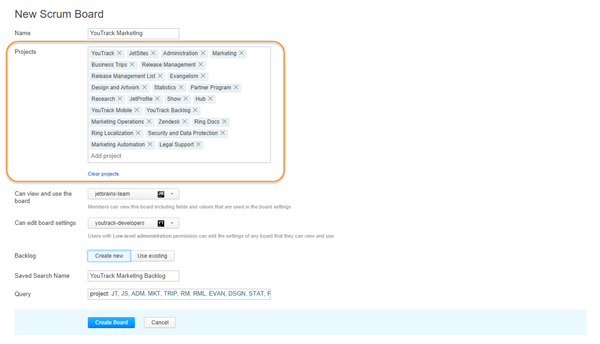 New Scrum Board
Name YouTrack Marketing
Projects YouTrack × JetSites × Administration × Marketing ×
Business Trips × Release Management ×
Release Management List × Evangelism ×
Design and Artwork × Statistics × Partner Program ×
Research × JetProfile × Show × Hub ×
YouTrack Mobile × YouTrack Backlog ×
Marketing Operations × Zendesk × Ring Docs ×
Ring Localization × Security and Data Protection ×
Marketing Automation × Legal Support ×
Add project
Clear projects
Can view and use the board jetbrains-team
Members can view this board including fields and values that are used in the board settings
Can edit board settings youtrack-developers
Users with Low-level administration permission can edit the settings of any board that they can view and use
Backlog Create new Use existing
Saved Search Name YouTrack Marketing Backlog
Query project: JT, JS, ADM, MKT, TRIP, RM, RML, EVAN, DSGN, STAT, F
Create Board Cancel